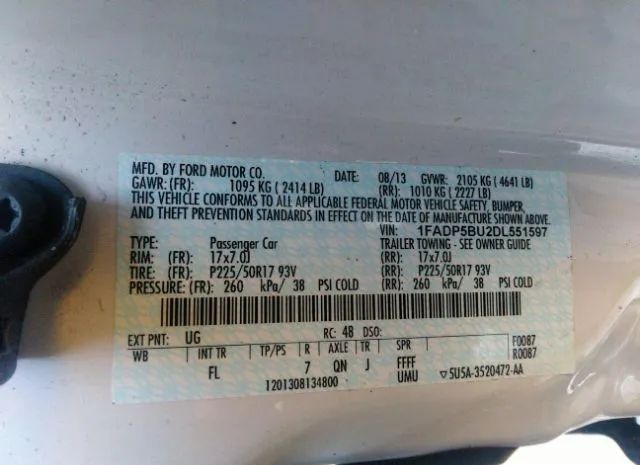 MFD. BY FORD MOTOR CO. DATE: 08/13 GVWR: 2105 KG ( 4641 LB)
GAWR: (FR): 1095 KG ( 2414 LB) (RR): 1010 KG ( 2227 LB)
THIS VEHICLE CONFORMS TO ALL APPLICABLE FEDERAL MOTOR VEHICLE SAFETY, BUMPER,
AND THEFT PREVENTION STANDARDS IN EFFECT ON THE DATE OF MANUFACTURE SHOWN ABOVE.
VIN: 1FADP5BU2DL551597
TYPE: Passenger Car TRAILER TOWING - SEE OWNER GUIDE
RIM: (FR): 17x7.0J (RR): 17x7.0J
TIRE: (FR): P225/50R17 93V (RR): P225/50R17 93V
PRESSURE: (FR): 260 kPa/ 38 PSI COLD (RR): 260 kPa/ 38 PSI COLD
EXT PNT: UG RC: 48 DSO: F0087
WB INT TR TP/PS R AXLE TR SPR R0087
FL 7 QN J FFFF
1201308134800 UMU ▽5U5A-3520472-AA